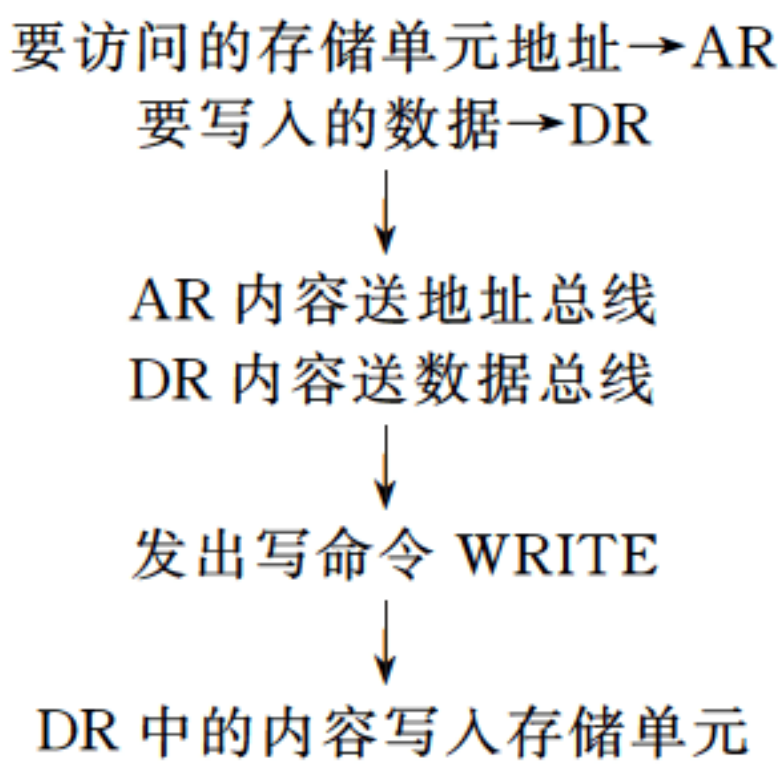 要访问的存储单元地址→AR
要写入的数据→DR
AR 内容送地址总线
DR 内容送数据总线
发出写命令 WRITE
DR 中的内容写入存储单元